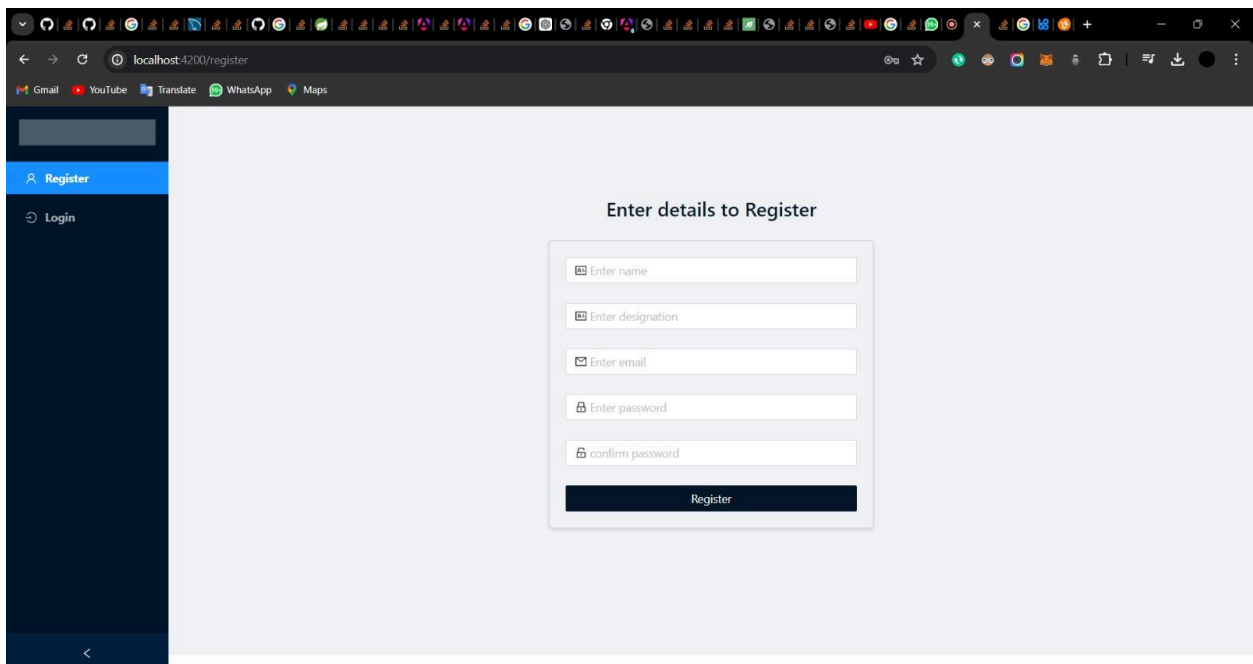 localhost:4200/register
Gmail YouTube Translate WhatsApp Maps
Register
Login
Enter details to Register
Enter name
Enter designation
Enter email
Enter password
confirm password
Register